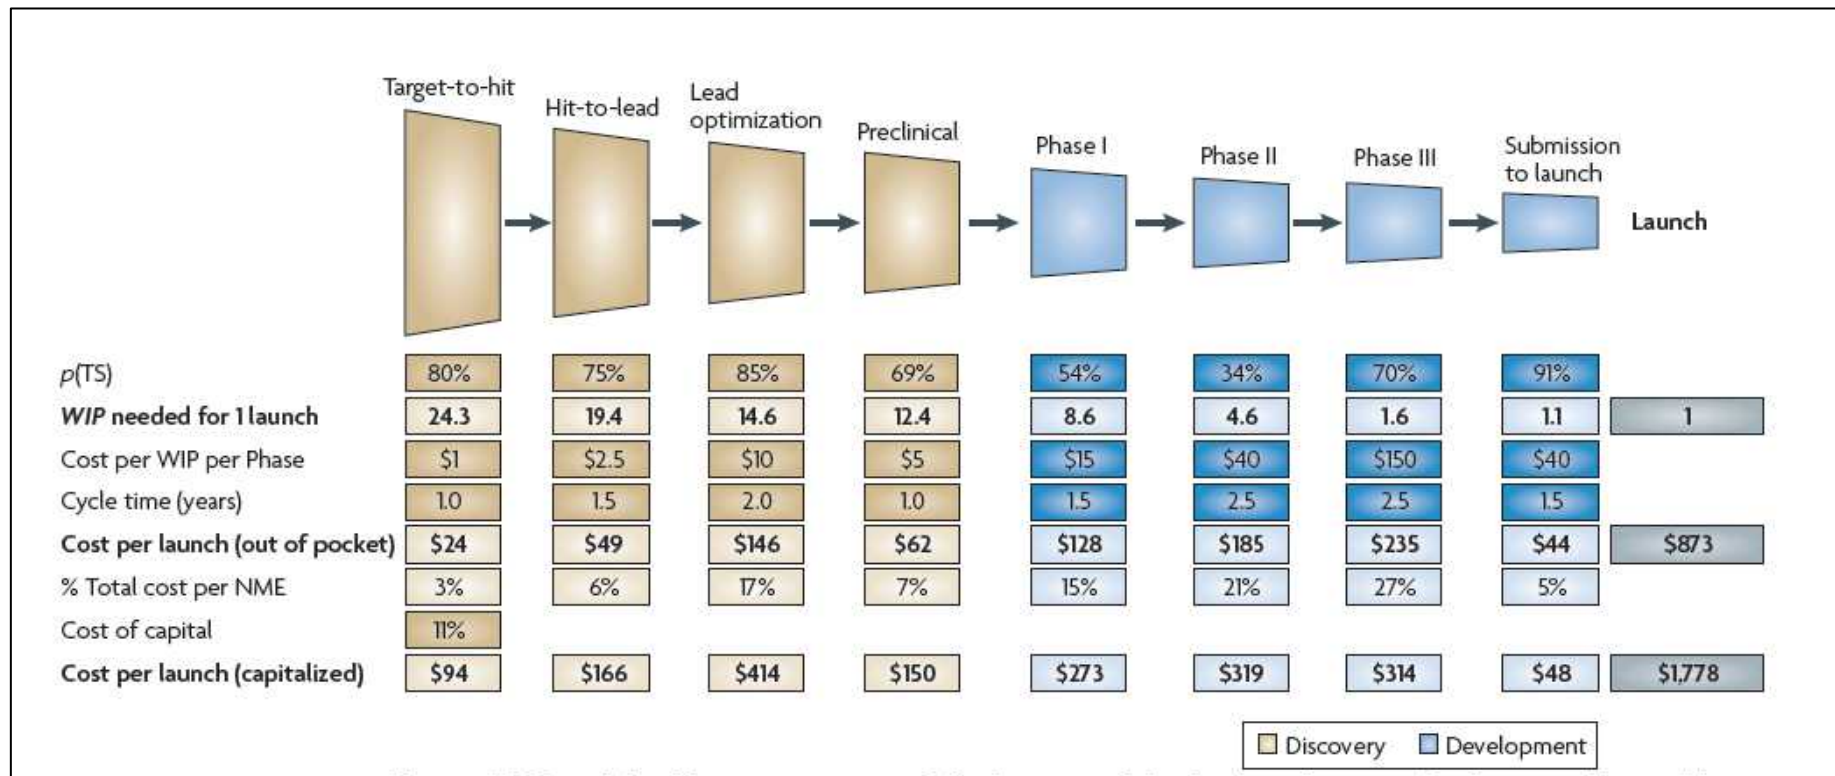 Target-to-hit
Hit-to-lead
Lead
optimization
Preclinical
Phase I
Phase II
Phase III
Submission
to launch
Launch
p(TS) 80% 75% 85% 69% 54% 34% 70% 91%
WIP needed for 1 launch 24.3 19.4 14.6 12.4 8.6 4.6 1.6 1.1 1
Cost per WIP per Phase $1 $2.5 $10 $5 $15 $40 $150 $40
Cycle time (years) 1.0 1.5 2.0 1.0 1.5 2.5 2.5 1.5
Cost per launch (out of pocket) $24 $49 $146 $62 $128 $185 $235 $44 $873
% Total cost per NME 3% 6% 17% 7% 15% 21% 27% 5%
Cost of capital 11%
Cost per launch (capitalized) $94 $166 $414 $150 $273 $319 $314 $48 $1,778
Discovery Development